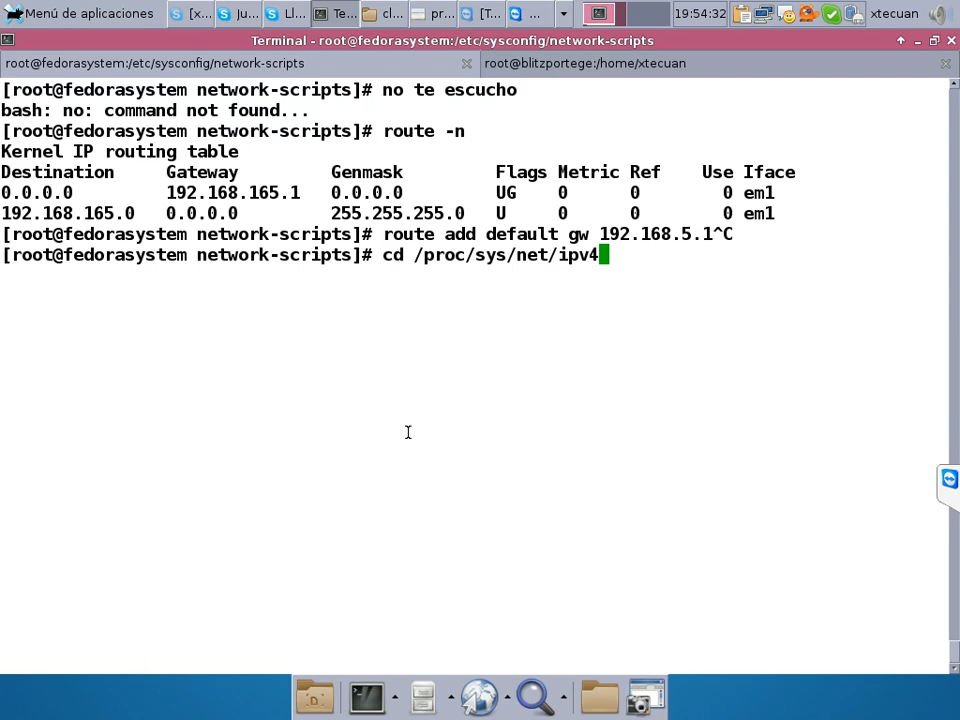 Menú de aplicaciones [x... Ju... Ll... Te... cl... pr... [T... ... 19:54:32 xtecuan
Terminal - root@fedorasystem:/etc/sysconfig/network-scripts
root@fedorasystem:/etc/sysconfig/network-scripts root@blitzportege:/home/xtecuan
[root@fedorasystem network-scripts]# no te escucho
bash: no: command not found...
[root@fedorasystem network-scripts]# route -n
Kernel IP routing table
Destination Gateway Genmask Flags Metric Ref Use Iface
0.0.0.0 192.168.165.1 0.0.0.0 UG 0 0 0 em1
192.168.165.0 0.0.0.0 255.255.255.0 U 0 0 0 em1
[root@fedorasystem network-scripts]# route add default gw 192.168.5.1^C
[root@fedorasystem network-scripts]# cd /proc/sys/net/ipv4